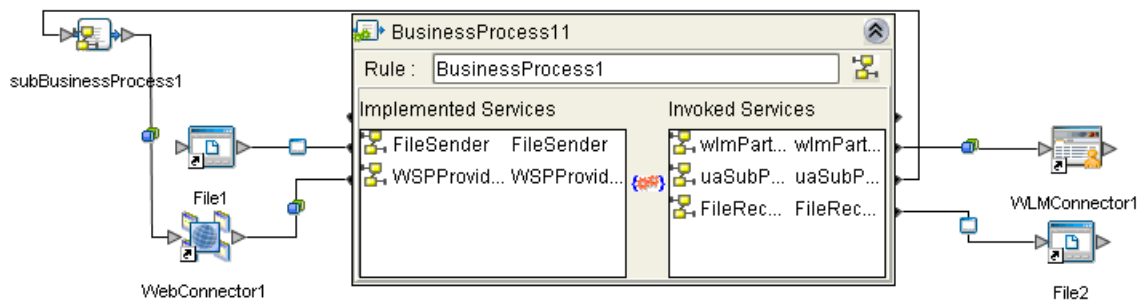 BusinessProcess11
subBusinessProcess1
Rule : BusinessProcess1
Implemented Services Invoked Services
FileSender FileSender wlmPart... wlmPart...
WSPProvid... WSPProvid... uaSubP... uaSubP...
FileRec... FileRec...
File1
WLMConnector1
WebConnector1
File2